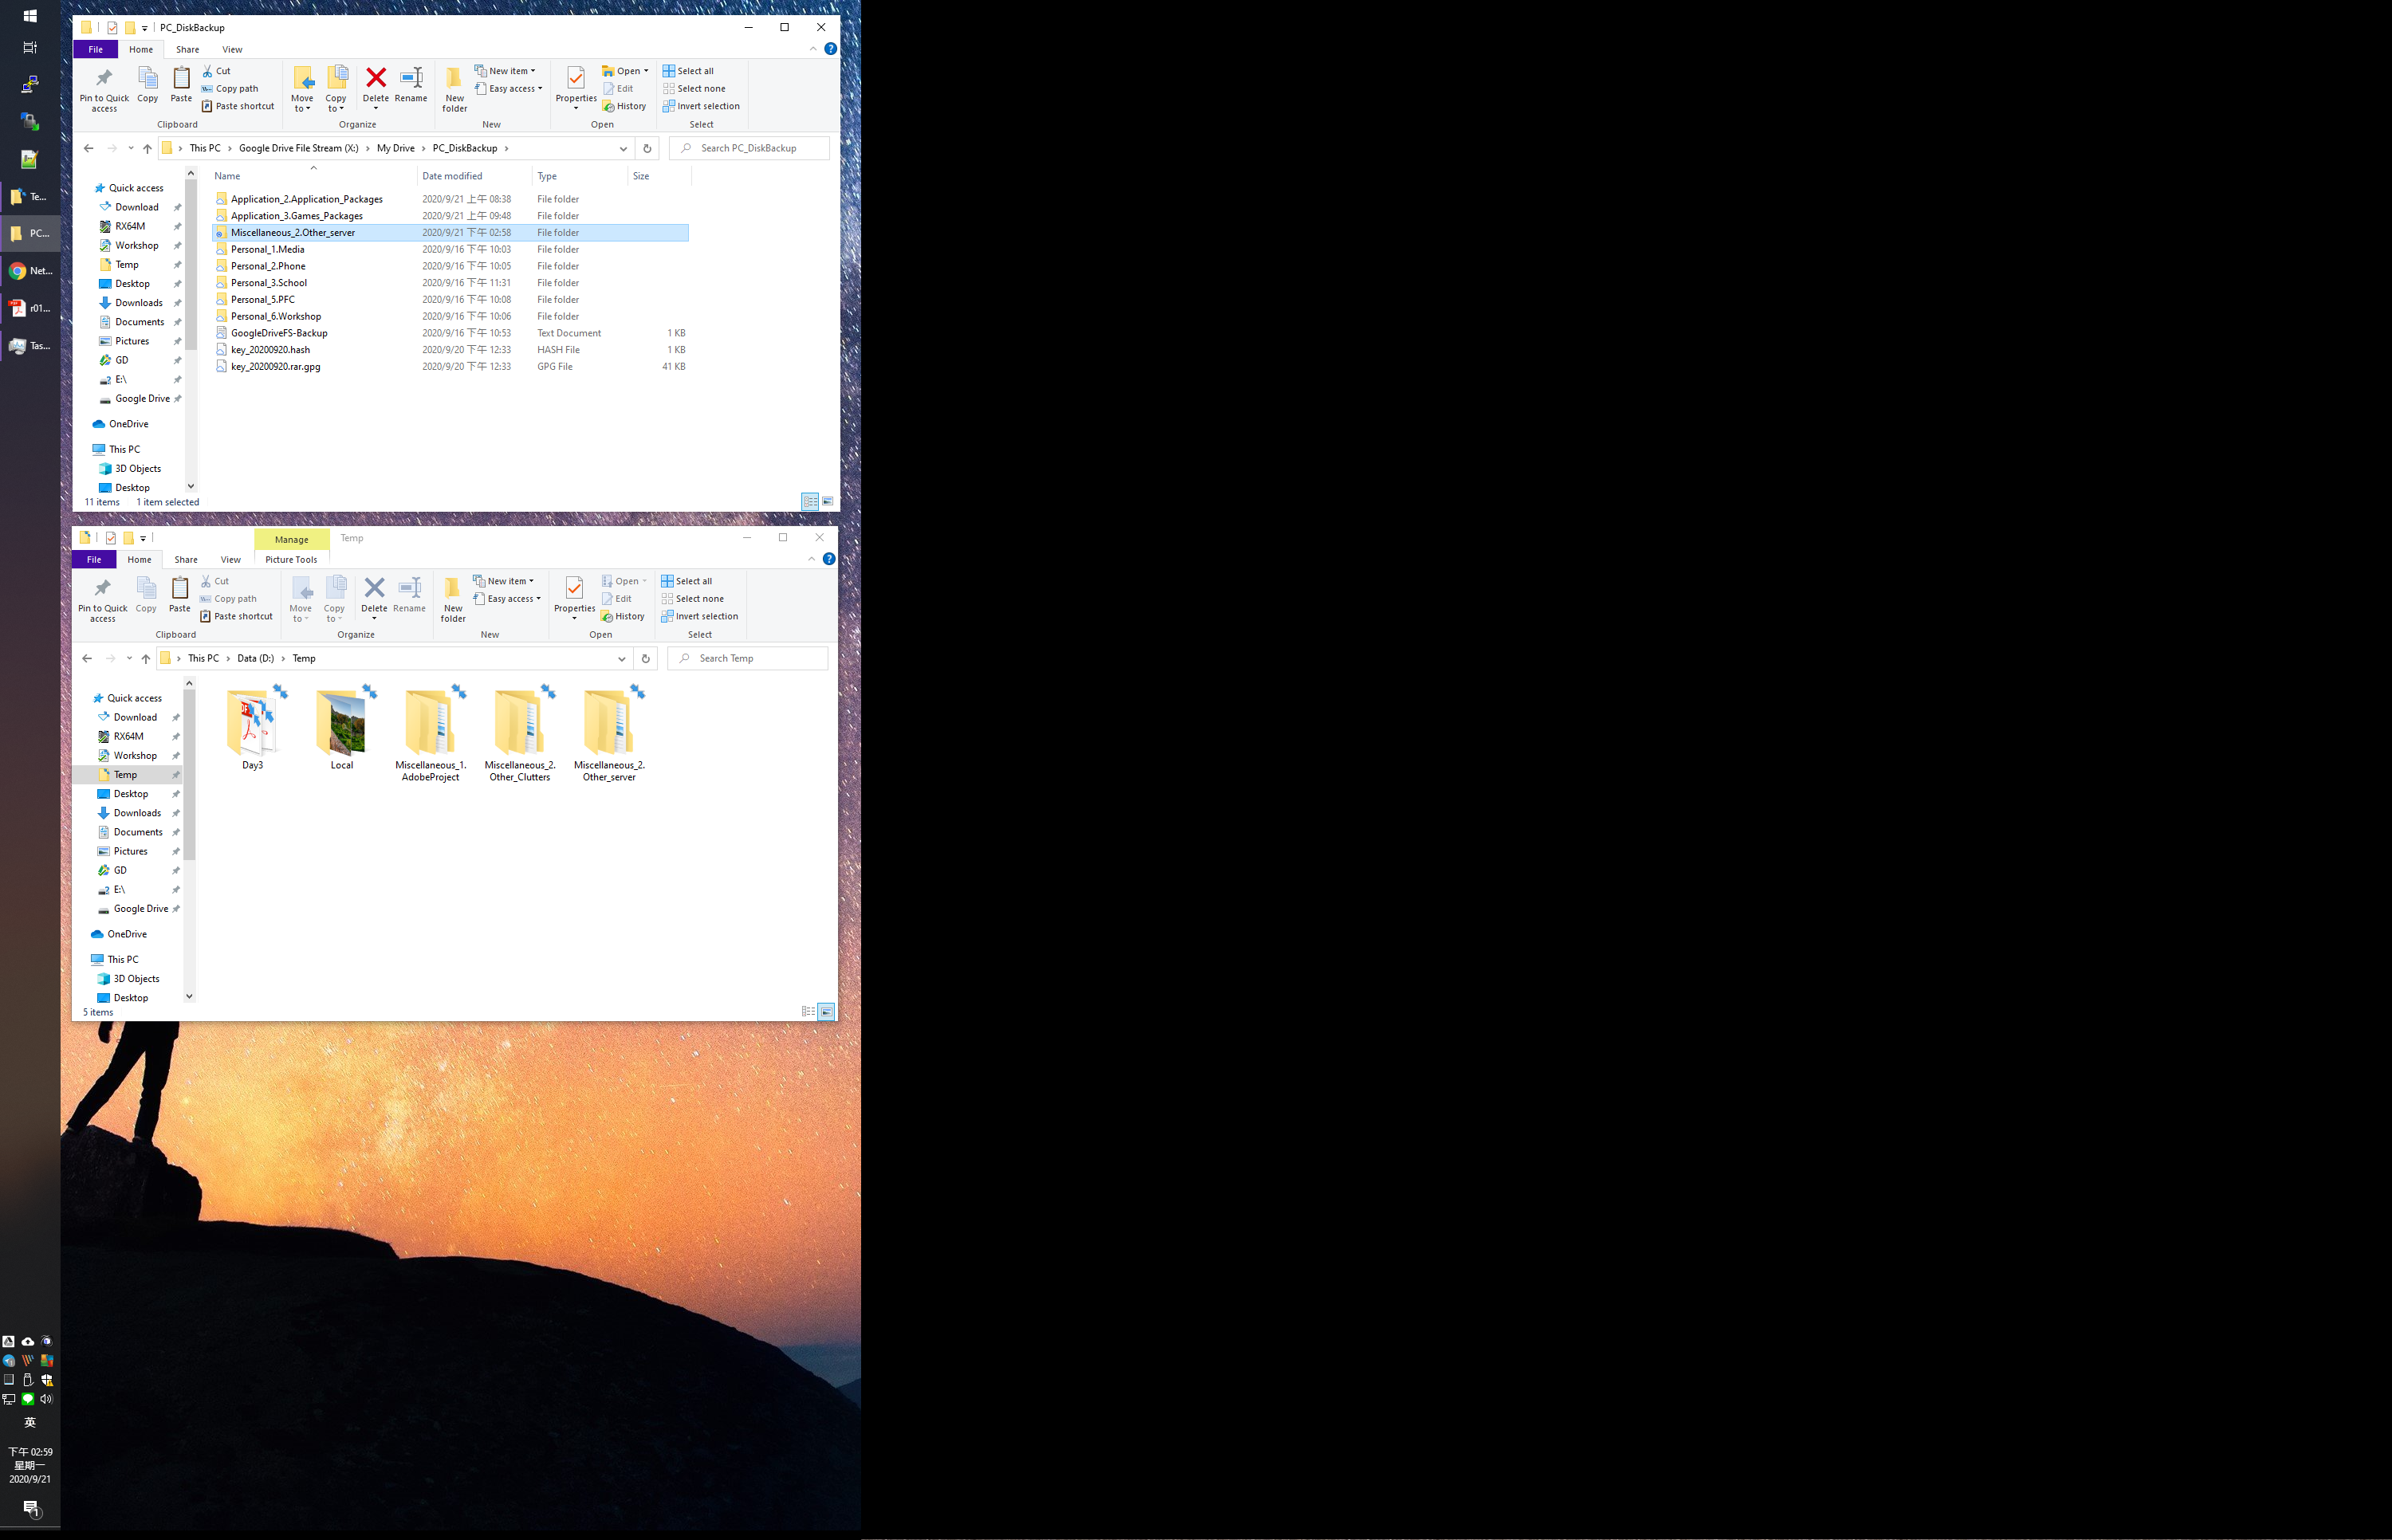 PC_DiskBackup
File Home Share View
Pin to Quick access
Copy
Paste
Cut
Copy path
Paste shortcut
Move to
Copy to
Delete
Rename
New folder
New item
Easy access
Properties
Open
Edit
History
Select all
Select none
Invert selection
Clipboard Organize New Open Select
This PC › Google Drive File Stream (X:) › My Drive › PC_DiskBackup ›
Search PC_DiskBackup
Quick access
Download
RX64M
Workshop
Temp
Desktop
Downloads
Documents
Pictures
GD
E:\
Google Drive
OneDrive
This PC
3D Objects
Desktop
Name Date modified Type Size
Application_2.Application_Packages 2020/9/21 上午 08:38 File folder
Application_3.Games_Packages 2020/9/21 上午 09:48 File folder
Miscellaneous_2.Other_server 2020/9/21 下午 02:58 File folder
Personal_1.Media 2020/9/16 下午 10:03 File folder
Personal_2.Phone 2020/9/16 下午 10:05 File folder
Personal_3.School 2020/9/16 下午 11:31 File folder
Personal_5.PFC 2020/9/16 下午 10:08 File folder
Personal_6.Workshop 2020/9/16 下午 10:06 File folder
GoogleDriveFS-Backup 2020/9/16 下午 10:53 Text Document 1 KB
key_20200920.hash 2020/9/20 下午 12:33 HASH File 1 KB
key_20200920.rar.gpg 2020/9/20 下午 12:33 GPG File 41 KB
11 items 1 item selected
Manage Temp
File Home Share View Picture Tools
Pin to Quick access
Copy
Paste
Cut
Copy path
Paste shortcut
Move to
Copy to
Delete
Rename
New folder
New item
Easy access
Properties
Open
Edit
History
Select all
Select none
Invert selection
Clipboard Organize New Open Select
This PC › Data (D:) › Temp
Search Temp
Quick access
Download
RX64M
Workshop
Temp
Desktop
Downloads
Documents
Pictures
GD
E:\
Google Drive
OneDrive
This PC
3D Objects
Desktop
Day3
Local
Miscellaneous_1.
AdobeProject
Miscellaneous_2.
Other_Clutters
Miscellaneous_2.
Other_server
5 items
Te...
PC...
Net...
r01...
Tas...
英
下午 02:59
星期一
2020/9/21
1